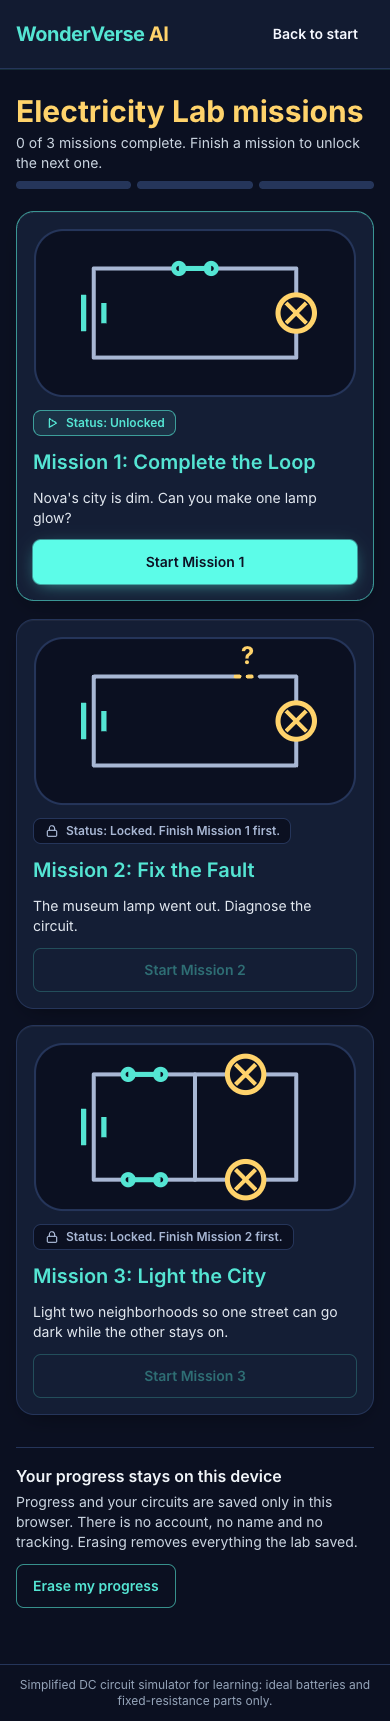 WonderVerse AI
Back to start
Electricity Lab missions
0 of 3 missions complete. Finish a mission to unlock
the next one.
Status: Unlocked
Mission 1: Complete the Loop
Nova's city is dim. Can you make one lamp
glow?
Start Mission 1
?
Status: Locked. Finish Mission 1 first.
Mission 2: Fix the Fault
The museum lamp went out. Diagnose the
circuit.
Start Mission 2
Status: Locked. Finish Mission 2 first.
Mission 3: Light the City
Light two neighborhoods so one street can go
dark while the other stays on.
Start Mission 3
Your progress stays on this device
Progress and your circuits are saved only in this
browser. There is no account, no name and no
tracking. Erasing removes everything the lab saved.
Erase my progress
Simplified DC circuit simulator for learning: ideal batteries and
fixed-resistance parts only.